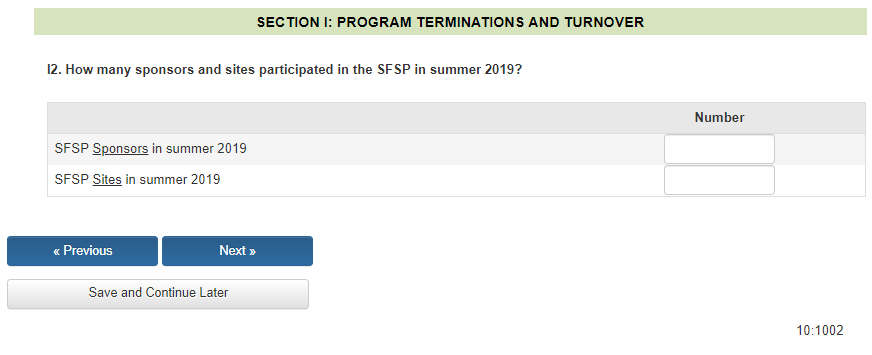 SECTION I: PROGRAM TERMINATIONS AND TURNOVER
I2. How many sponsors and sites participated in the SFSP in summer 2019?
Number
SFSP Sponsors in summer 2019
SFSP Sites in summer 2019
« Previous
Next »
Save and Continue Later
10:1002